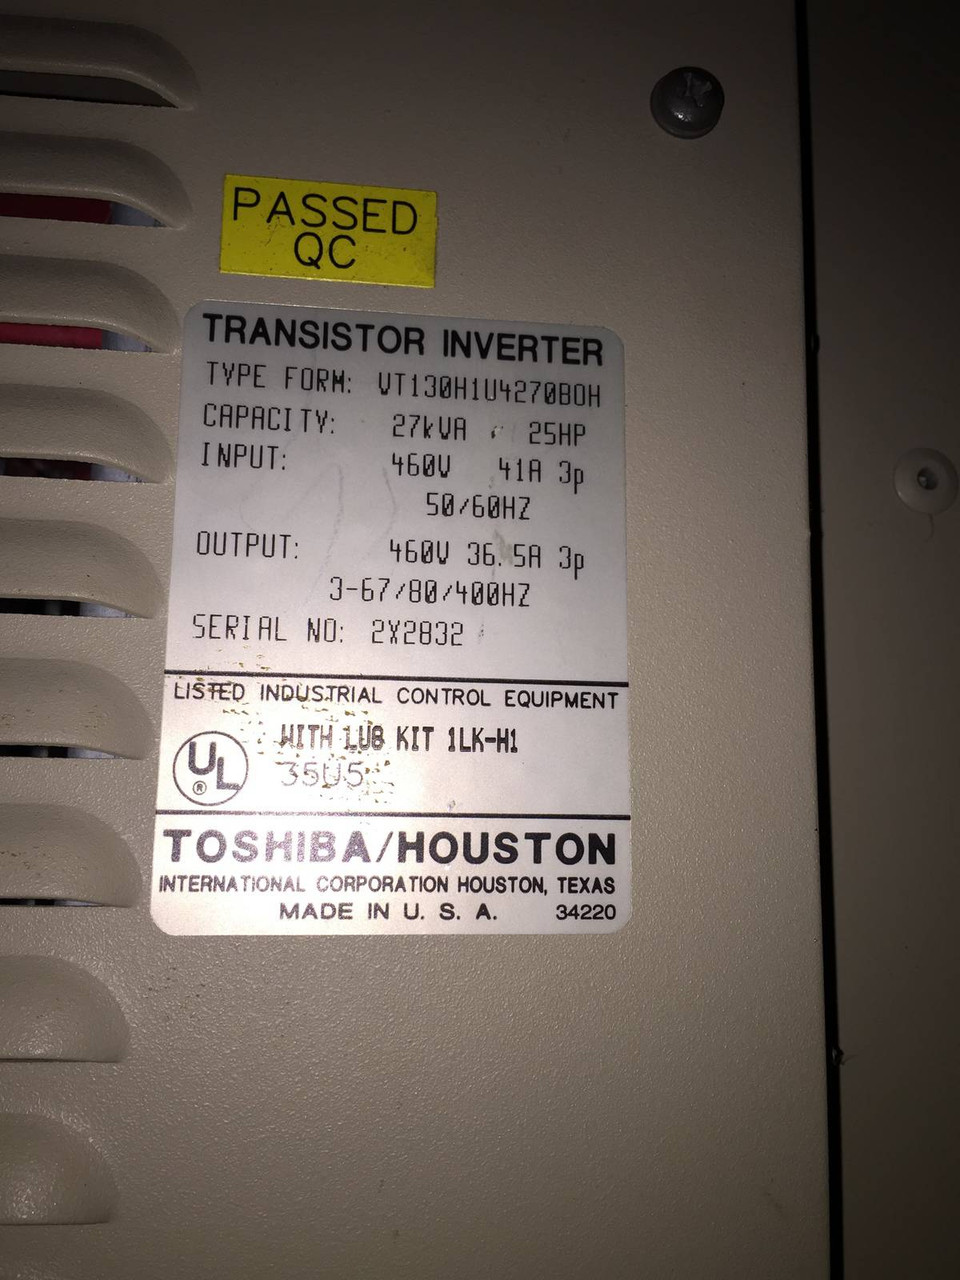 PASSED
QC
TRANSISTOR INVERTER
TYPE FORM: VT130H1U4270BOH
CAPACITY: 27kVA 25HP
INPUT: 460V 41A 3p
50/60HZ
OUTPUT: 460V 36.5A 3p
3-67/80/400HZ
SERIAL NO: 2X2832
LISTED INDUSTRIAL CONTROL EQUIPMENT
WITH LUB KIT 1LK-H1
UL ®
35U5
TOSHIBA/HOUSTON
INTERNATIONAL CORPORATION HOUSTON, TEXAS
MADE IN U. S. A. 34220